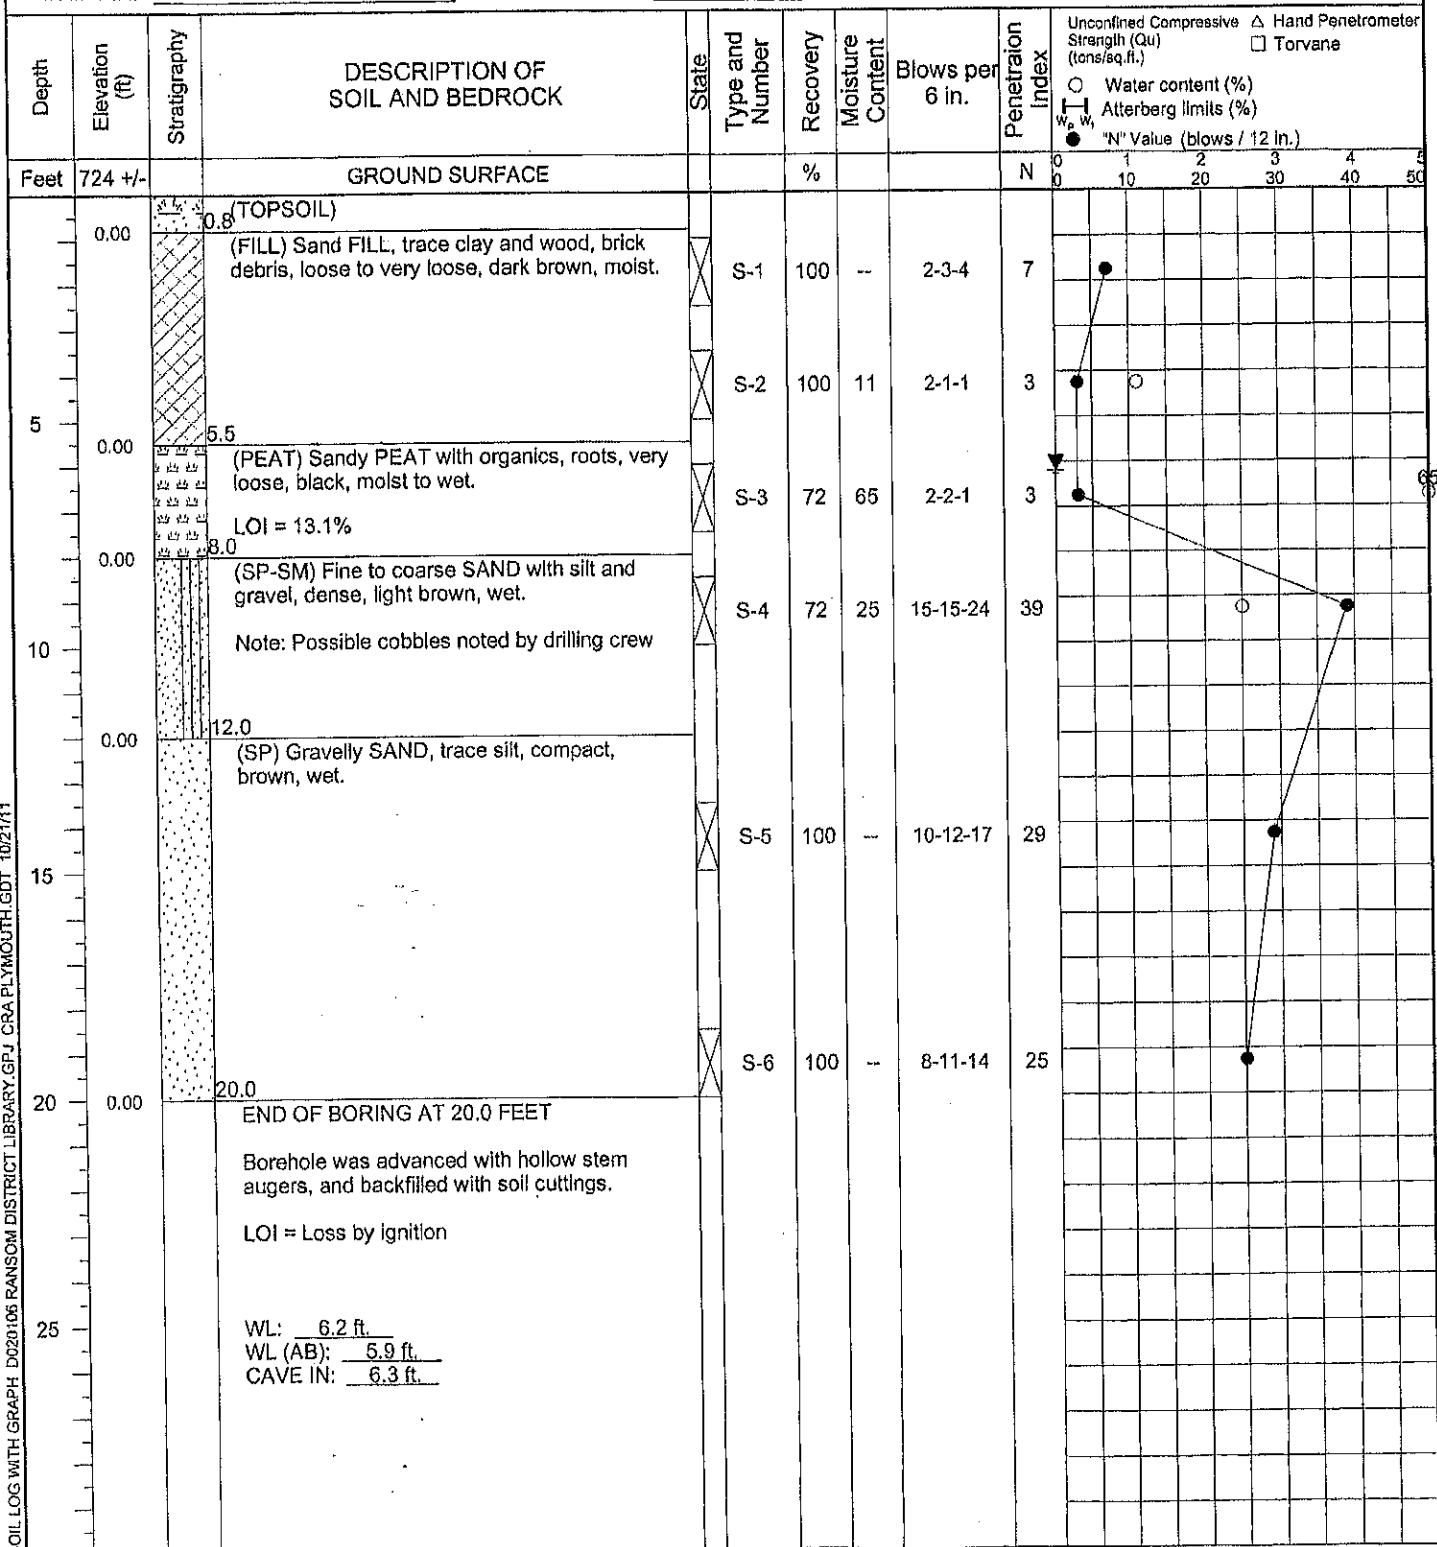 Depth
Elevation (ft)
Stratigraphy
DESCRIPTION OF
SOIL AND BEDROCK
State
Type and Number
Recovery
Moisture Content
Blows per
6 in.
Penetraion Index
Unconfined Compressive
Strength (Qu)
(tons/sq.ft.)
△ Hand Penetrometer
□ Torvane
○ Water content (%)
Atterberg limits (%)
Wp Wl
● "N" Value (blows / 12 in.)
Feet 724 +/- GROUND SURFACE % N
0 1 2 3 4 5
0 10 20 30 40 50
0.8 (TOPSOIL)
0.00
(FILL) Sand FILL, trace clay and wood, brick
debris, loose to very loose, dark brown, moist.
S-1 100 -- 2-3-4 7
S-2 100 11 2-1-1 3
5
5.5
0.00
(PEAT) Sandy PEAT with organics, roots, very
loose, black, moist to wet.
65
S-3 72 65 2-2-1 3
LOI = 13.1%
8.0
0.00
(SP-SM) Fine to coarse SAND with silt and
gravel, dense, light brown, wet.
S-4 72 25 15-15-24 39
10
Note: Possible cobbles noted by drilling crew
12.0
0.00
(SP) Gravelly SAND, trace silt, compact,
brown, wet.
S-5 100 -- 10-12-17 29
15
S-6 100 -- 8-11-14 25
20.0
20 0.00
END OF BORING AT 20.0 FEET
Borehole was advanced with hollow stem
augers, and backfilled with soil cuttings.
LOI = Loss by ignition
25
WL: 6.2 ft.
WL (AB): 5.9 ft.
CAVE IN: 6.3 ft.
OIL LOG WITH GRAPH D020106 RANSOM DISTRICT LIBRARY.GPJ CRA PLYMOUTH.GDT 10/21/11